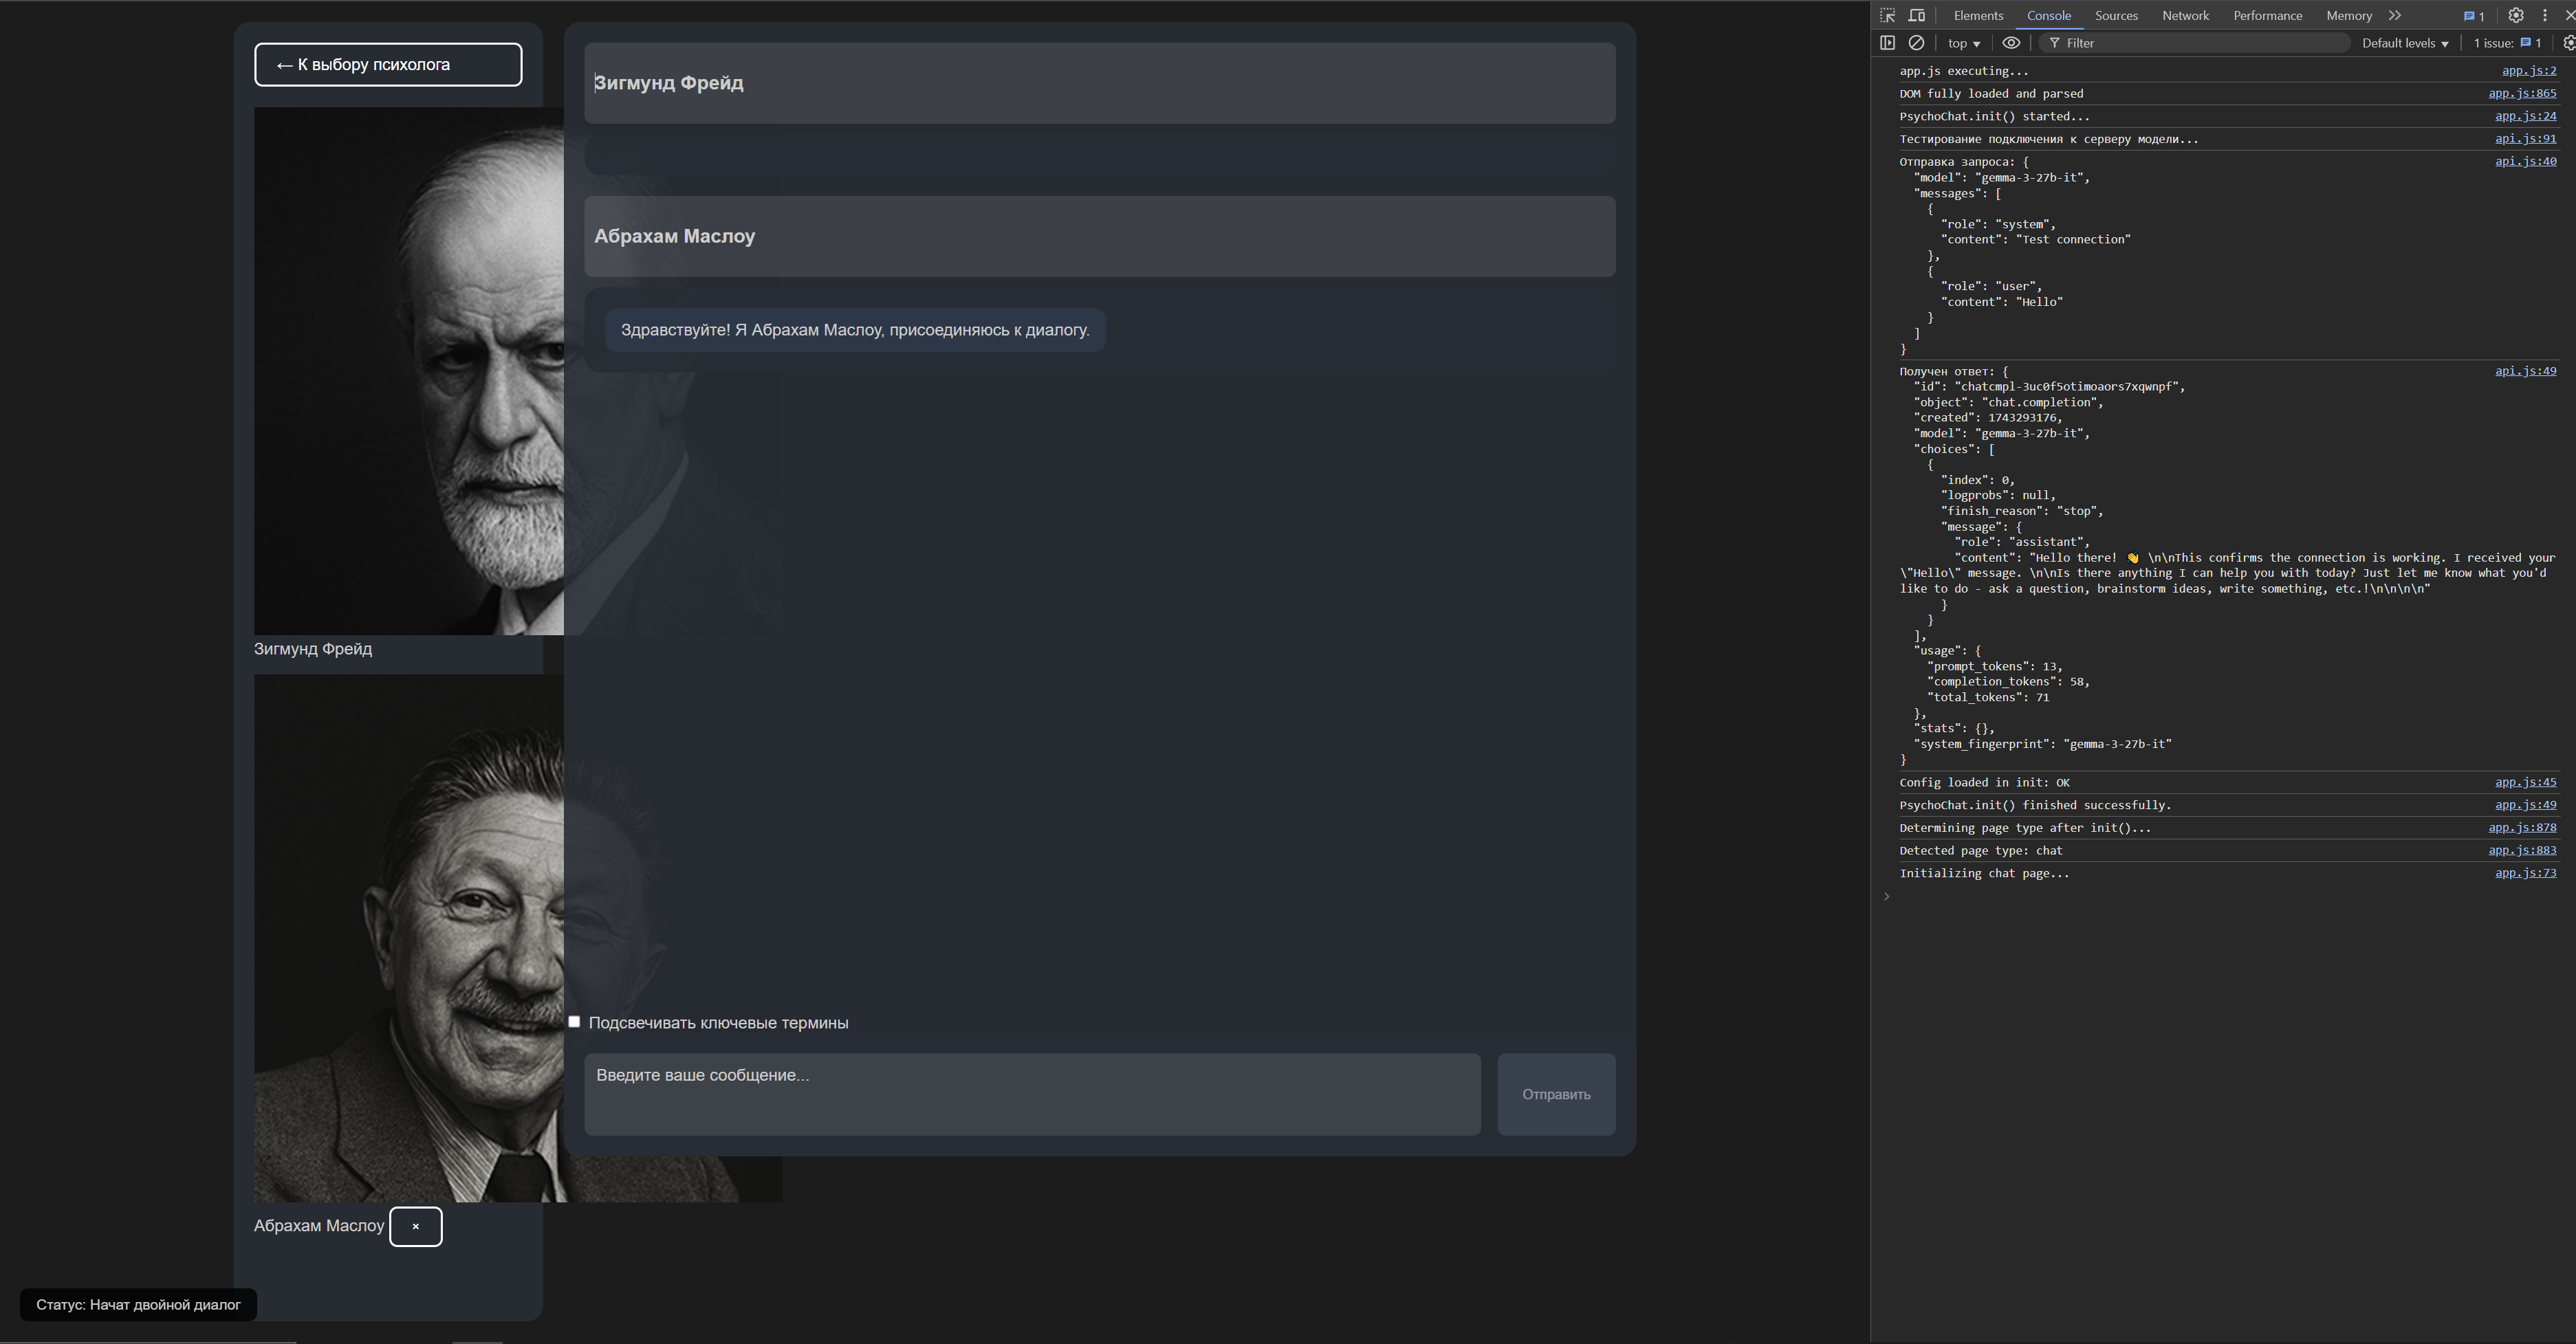 ← К выбору психолога
Зигмунд Фрейд
Абрахам Маслоу ×
Статус: Начат двойной диалог
Зигмунд Фрейд
Абрахам Маслоу
Здравствуйте! Я Абрахам Маслоу, присоединяюсь к диалогу.
Подсвечивать ключевые термины
Введите ваше сообщение...
Отправить
Elements Console Sources Network Performance Memory 1
top Filter Default levels 1 issue: 1
app.js executing... app.js:2
DOM fully loaded and parsed app.js:865
PsychoChat.init() started... app.js:24
Тестирование подключения к серверу модели... api.js:91
Отправка запроса: { api.js:40
"model": "gemma-3-27b-it",
"messages": [
{
"role": "system",
"content": "Test connection"
},
{
"role": "user",
"content": "Hello"
}
]
}
Получен ответ: { api.js:49
"id": "chatcmpl-3uc0f5otimoaors7xqwnpf",
"object": "chat.completion",
"created": 1743293176,
"model": "gemma-3-27b-it",
"choices": [
{
"index": 0,
"logprobs": null,
"finish_reason": "stop",
"message": {
"role": "assistant",
"content": "Hello there! 👋 \n\nThis confirms the connection is working. I received your
\"Hello\" message. \n\nIs there anything I can help you with today? Just let me know what you'd
like to do - ask a question, brainstorm ideas, write something, etc.!\n\n\n\n"
}
}
],
"usage": {
"prompt_tokens": 13,
"completion_tokens": 58,
"total_tokens": 71
},
"stats": {},
"system_fingerprint": "gemma-3-27b-it"
}
Config loaded in init: OK app.js:45
PsychoChat.init() finished successfully. app.js:49
Determining page type after init()... app.js:878
Detected page type: chat app.js:883
Initializing chat page... app.js:73